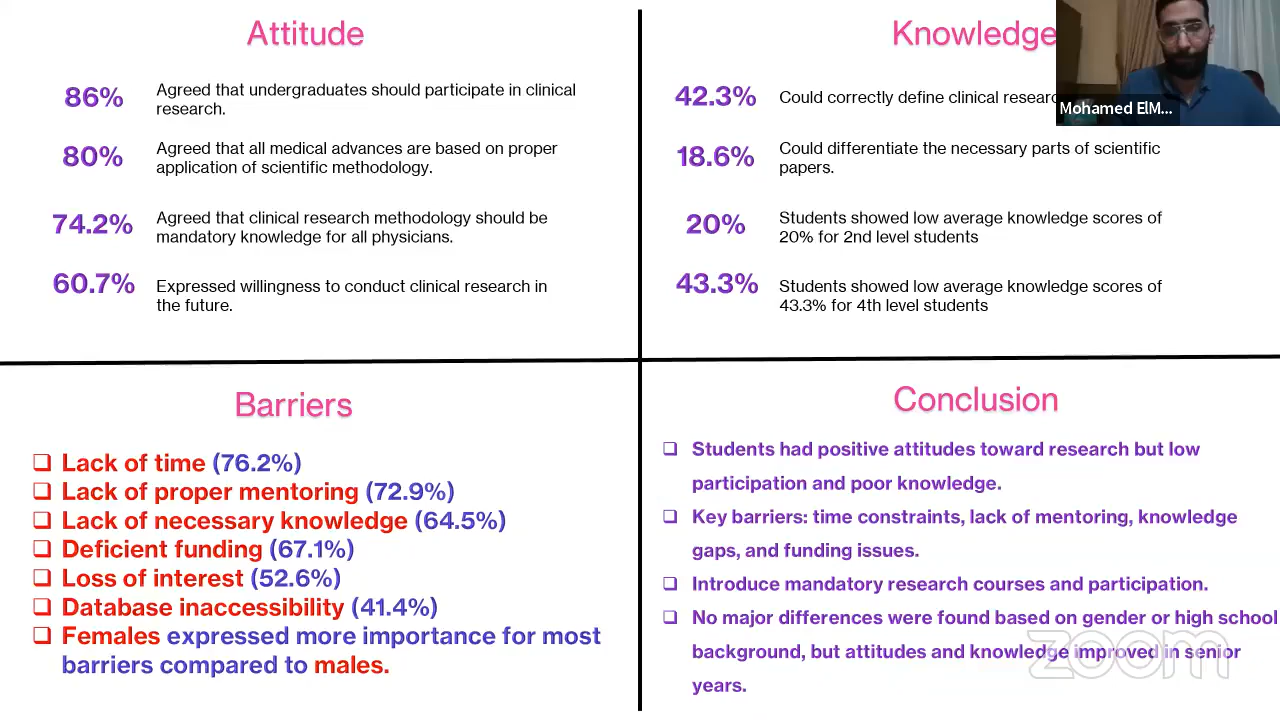 Attitude
86%
Agreed that undergraduates should participate in clinical
research.
80%
Agreed that all medical advances are based on proper
application of scientific methodology.
74.2%
Agreed that clinical research methodology should be
mandatory knowledge for all physicians.
60.7%
Expressed willingness to conduct clinical research in
the future.
Knowledge
Mohamed ElM...
42.3%
Could correctly define clinical
18.6%
Could differentiate the necessary parts of scientific
papers.
20%
Students showed low average knowledge scores of
20% for 2nd level students
43.3%
Students showed low average knowledge scores of
43.3% for 4th level students
Barriers
❑ Lack of time (76.2%)
❑ Lack of proper mentoring (72.9%)
❑ Lack of necessary knowledge (64.5%)
❑ Deficient funding (67.1%)
❑ Loss of interest (52.6%)
❑ Database inaccessibility (41.4%)
❑ Females expressed more importance for most
barriers compared to males.
Conclusion
❑ Students had positive attitudes toward research but low
participation and poor knowledge.
❑ Key barriers: time constraints, lack of mentoring, knowledge
gaps, and funding issues.
❑ Introduce mandatory research courses and participation.
❑ No major differences were found based on gender or high school
background, but attitudes and knowledge improved in senior
years.
zoom